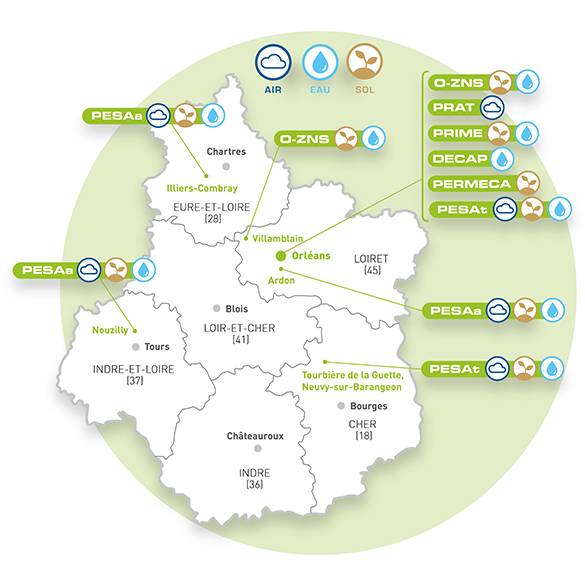 AIR
EAU
SOL
O-ZNS
PRAT
PRIME
DECAP
PERMECA
PESAt
PESAa
O-ZNS
Chartres
Illiers-Combray
EURE-ET-LOIRE
(28)
Villamblain
Orléans
LOIRET
(45)
Ardon
PESAa
PESAa
Blois
LOIR-ET-CHER
(41)
Nouzilly
Tours
INDRE-ET-LOIRE
(37)
PESAt
Tourbière de la Guette,
Neuvy-sur-Barangeon
Bourges
CHER
(18)
Châteauroux
INDRE
(36)